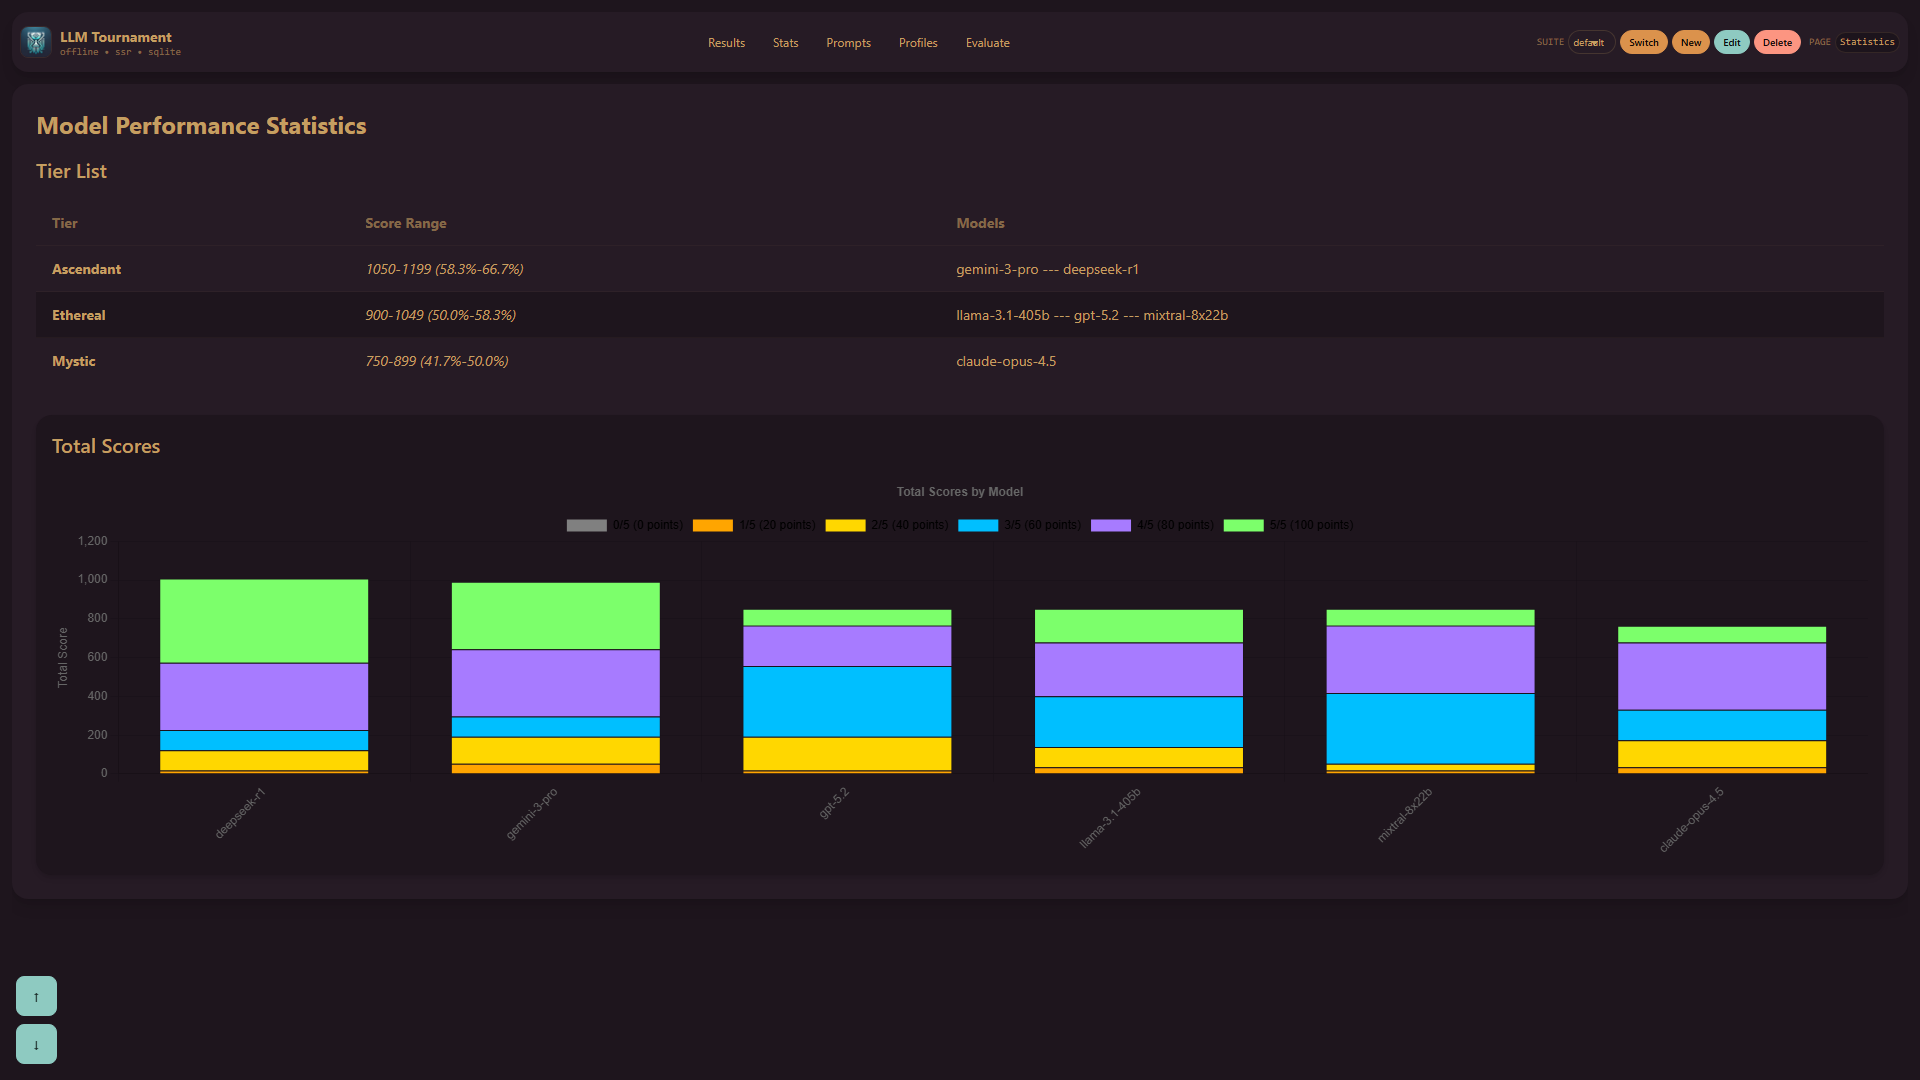 LLM Tournament
offline • ssr • sqlite
Results Stats Prompts Profiles Evaluate
SUITE default Switch New Edit Delete PAGE Statistics
Model Performance Statistics
Tier List
Tier Score Range Models
Ascendant 1050-1199 (58.3%-66.7%) gemini-3-pro --- deepseek-r1
Ethereal 900-1049 (50.0%-58.3%) llama-3.1-405b --- gpt-5.2 --- mixtral-8x22b
Mystic 750-899 (41.7%-50.0%) claude-opus-4.5
Total Scores
Total Scores by Model
0/5 (0 points) 1/5 (20 points) 2/5 (40 points) 3/5 (60 points) 4/5 (80 points) 5/5 (100 points)
Total Score
1,200
1,000
800
600
400
200
0
deepseek-r1
gemini-3-pro
gpt-5.2
llama-3.1-405b
mixtral-8x22b
claude-opus-4.5
↑
↓